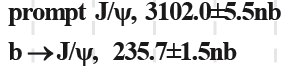 prompt J/ψ, 3102.0±5.5nb
b →J/ψ, 235.7±1.5nb